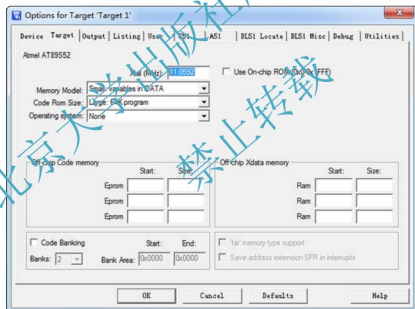 Options for Target 'Target 1'
Device Target Output Listing User C51 A51 BL51 Locate BL51 Misc Debug Utilities
Atmel AT89S52
Xtal (MHz): 11.0592 Use On-chip ROM (0x0-0x1FFF)
Memory Model: Small: variables in DATA
Code Rom Size: Large: 64K program
Operating system: None
Off-chip Code memory Off-chip Xdata memory
Start: Size: Start: Size:
Eprom Ram
Eprom Ram
Eprom Ram
Code Banking Start: End: 'far' memory type support
Banks: 2 Bank Area: 0x0000 0x0000 Save address extension SFR in interrupts
OK Cancel Defaults Help
北京大学出版社
禁止转载